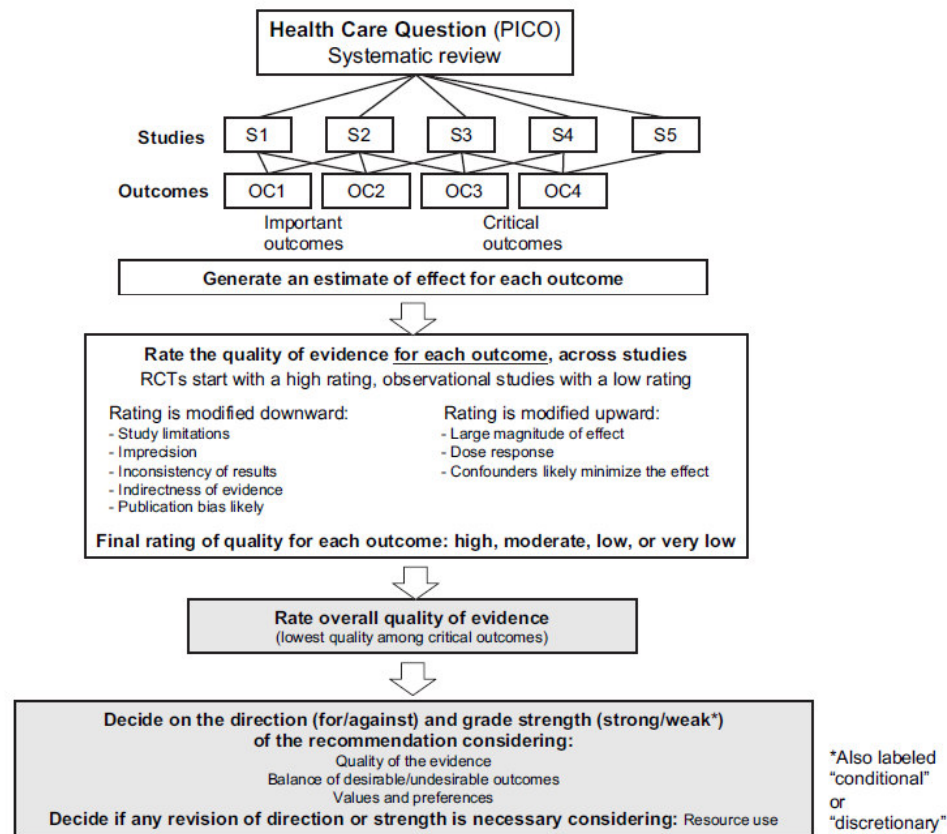 Health Care Question (PICO)
Systematic review
Studies
S1
S2
S3
S4
S5
Outcomes
OC1
OC2
OC3
OC4
Important
outcomes
Critical
outcomes
Generate an estimate of effect for each outcome
Rate the quality of evidence for each outcome, across studies
RCTs start with a high rating, observational studies with a low rating
Rating is modified downward:
- Study limitations
- Imprecision
- Inconsistency of results
- Indirectness of evidence
- Publication bias likely
Rating is modified upward:
- Large magnitude of effect
- Dose response
- Confounders likely minimize the effect
Final rating of quality for each outcome: high, moderate, low, or very low
Rate overall quality of evidence
(lowest quality among critical outcomes)
Decide on the direction (for/against) and grade strength (strong/weak*)
of the recommendation considering:
Quality of the evidence
Balance of desirable/undesirable outcomes
Values and preferences
Decide if any revision of direction or strength is necessary considering: Resource use
*Also labeled
“conditional”
or
“discretionary”